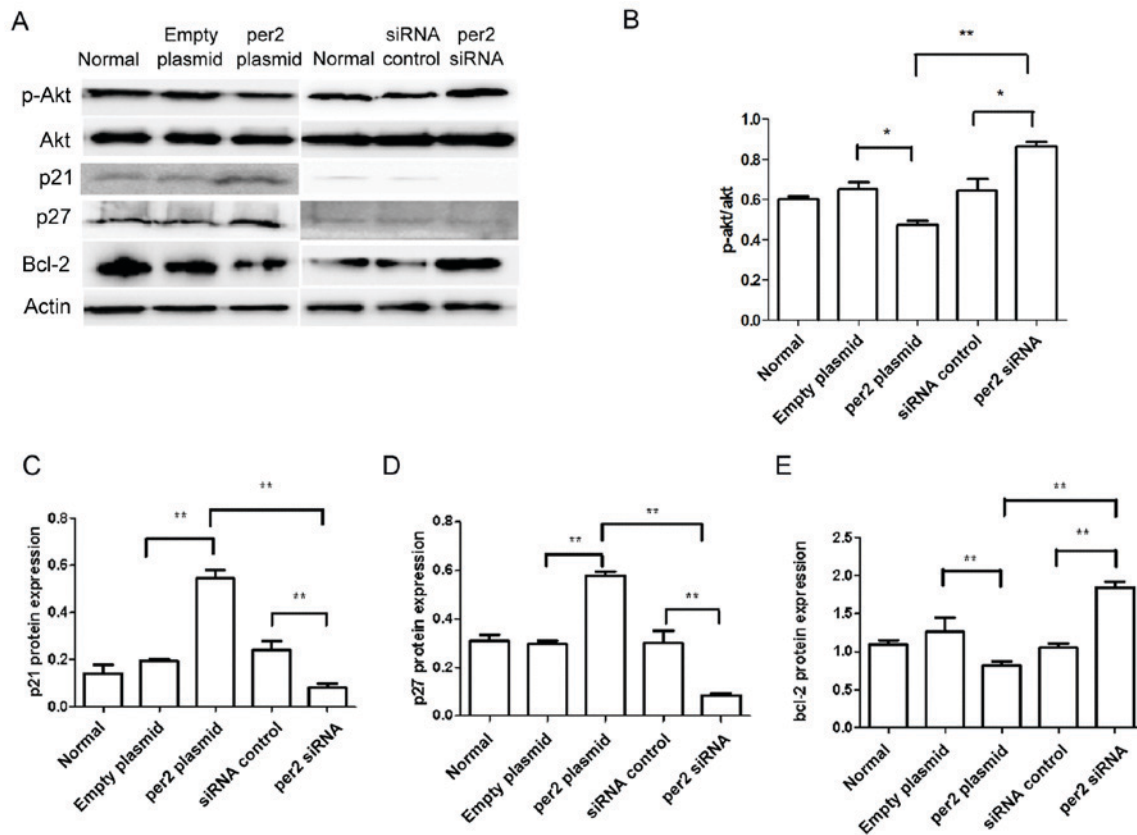 A
Normal
Empty
plasmid
per2
plasmid
Normal
siRNA
control
per2
siRNA
p-Akt
Akt
p21
p27
Bcl-2
Actin
B
**
*
*
p-akt/akt
1.0
0.8
0.6
0.4
0.2
0.0
Normal
Empty plasmid
per2 plasmid
siRNA control
per2 siRNA
C
**
**
**
p21 protein expression
0.8
0.6
0.4
0.2
0.0
Normal
Empty plasmid
per2 plasmid
siRNA control
per2 siRNA
D
**
**
**
p27 protein expression
0.8
0.6
0.3
0.2
0.0
Normal
Empty plasmid
per2 plasmid
siRNA control
per2 siRNA
E
**
**
**
bcl-2 protein expression
2.5
2.0
1.5
1.0
0.5
0.0
Normal
Empty plasmid
per2 plasmid
siRNA control
per2 siRNA